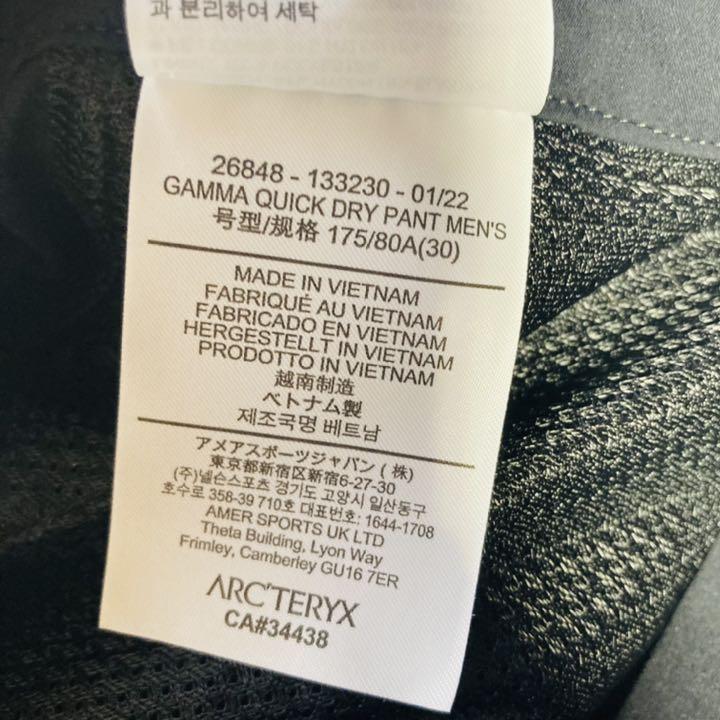 과 분리하여 세탁
26848 - 133230 - 01/22
GAMMA QUICK DRY PANT MEN'S
号型/规格 175/80A(30)
MADE IN VIETNAM
FABRIQUÉ AU VIETNAM
FABRICADO EN VIETNAM
HERGESTELLT IN VIETNAM
PRODOTTO IN VIETNAM
越南制造
ベトナム製
제조국명 베트남
アメアスポーツジャパン ( 株)
東京都新宿区新宿6-27-30
(주)넬슨스포츠 경기도 고양시 일산동구
호수로 358-39 710호 대표번호: 1644-1708
AMER SPORTS UK LTD
Theta Building, Lyon Way
Frimley, Camberley GU16 7ER
ARC'TERYX
CA#34438